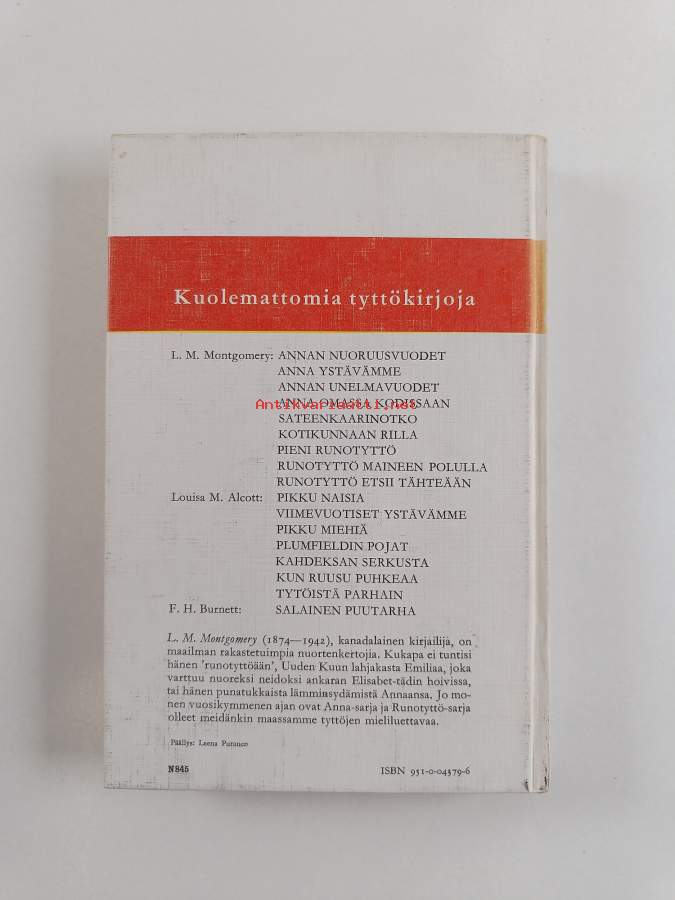 Kuolemattomia tyttökirjoja
L. M. Montgomery: ANNAN NUORUUSVUODET
ANNA YSTÄVÄMME
ANNAN UNELMAVUODET
ANNA OMASSA KODISSAAN
Antikvariaatti.net
SATEENKAARINOTKO
KOTIKUNNAAN RILLA
PIENI RUNOTYTTÖ
RUNOTYTTÖ MAINEEN POLULLA
RUNOTYTTÖ ETSII TÄHTEÄÄN
Louisa M. Alcott: PIKKU NAISIA
VIIMEVUOTISET YSTÄVÄMME
PIKKU MIEHIÄ
PLUMFIELDIN POJAT
KAHDEKSAN SERKUSTA
KUN RUUSU PUHKEAA
TYTÖISTÄ PARHAIN
F. H. Burnett: SALAINEN PUUTARHA
L. M. Montgomery (1874—1942), kanadalainen kirjailija, on
maailman rakastetuimpia nuortenkertojia. Kukapa ei tuntisi
hänen 'runotyttöään', Uuden Kuun lahjakasta Emiliaa, joka
varttuu nuoreksi neidoksi ankaran Elisabet-tädin hoivissa,
tai hänen punatukkaista lämminsydämistä Annaansa. Jo mo-
nen vuosikymmenen ajan ovat Anna-sarja ja Runotyttö-sarja
olleet meidänkin maassamme tyttöjen mieliluettavaa.
Päällys: Leena Puranen
N845
ISBN 951-0-04379-6